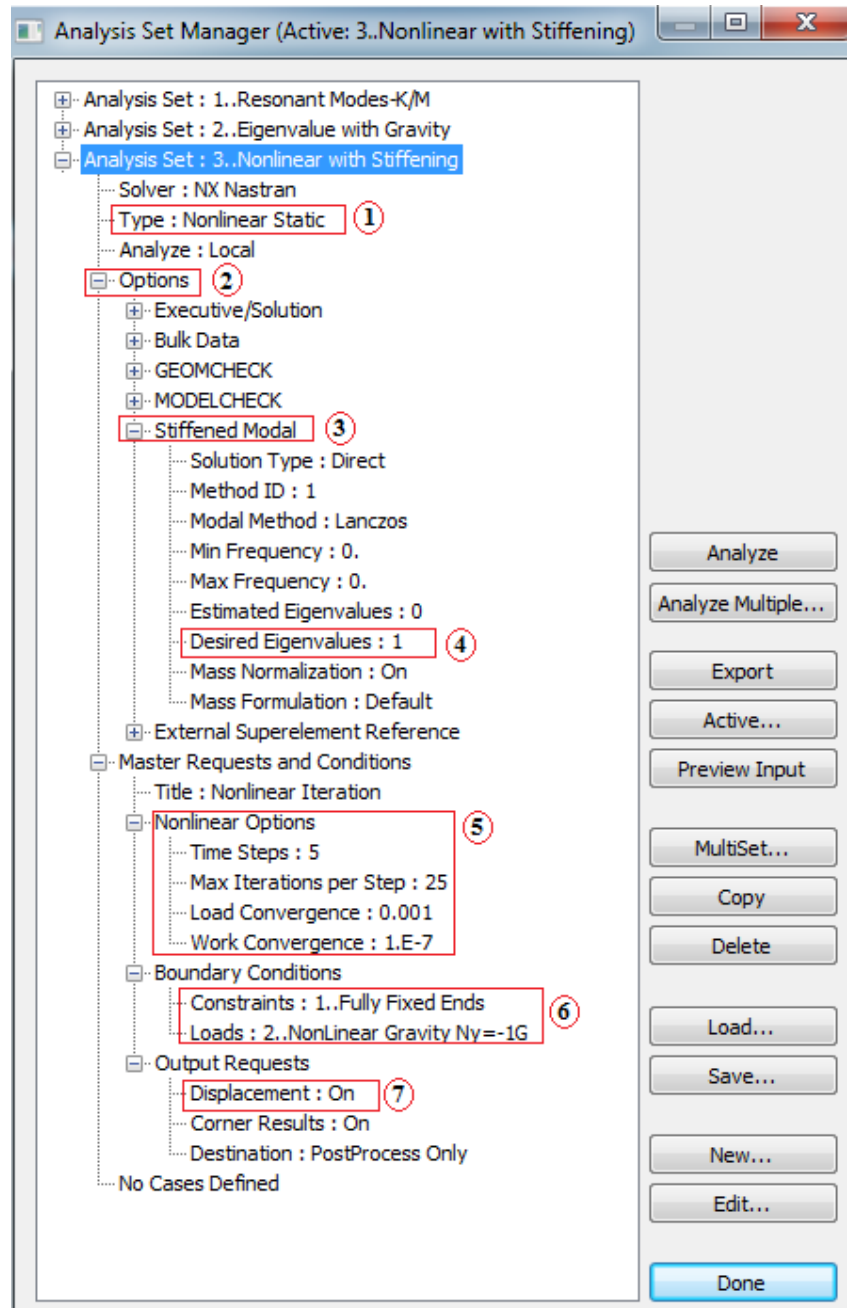 Analysis Set Manager (Active: 3..Nonlinear with Stiffening)
Analysis Set : 1..Resonant Modes-K/M
Analysis Set : 2..Eigenvalue with Gravity
Analysis Set : 3..Nonlinear with Stiffening
Solver : NX Nastran
Type : Nonlinear Static 1
Analyze : Local
Options 2
Executive/Solution
Bulk Data
GEOMCHECK
MODELCHECK
Stiffened Modal 3
Solution Type : Direct
Method ID : 1
Modal Method : Lanczos
Min Frequency : 0.
Max Frequency : 0.
Estimated Eigenvalues : 0
Desired Eigenvalues : 1 4
Mass Normalization : On
Mass Formulation : Default
External Superelement Reference
Master Requests and Conditions
Title : Nonlinear Iteration
Nonlinear Options 5
Time Steps : 5
Max Iterations per Step : 25
Load Convergence : 0.001
Work Convergence : 1.E-7
Boundary Conditions
Constraints : 1..Fully Fixed Ends 6
Loads : 2..NonLinear Gravity Ny=-1G
Output Requests
Displacement : On 7
Corner Results : On
Destination : PostProcess Only
No Cases Defined
Analyze
Analyze Multiple...
Export
Active...
Preview Input
MultiSet...
Copy
Delete
Load...
Save...
New...
Edit...
Done